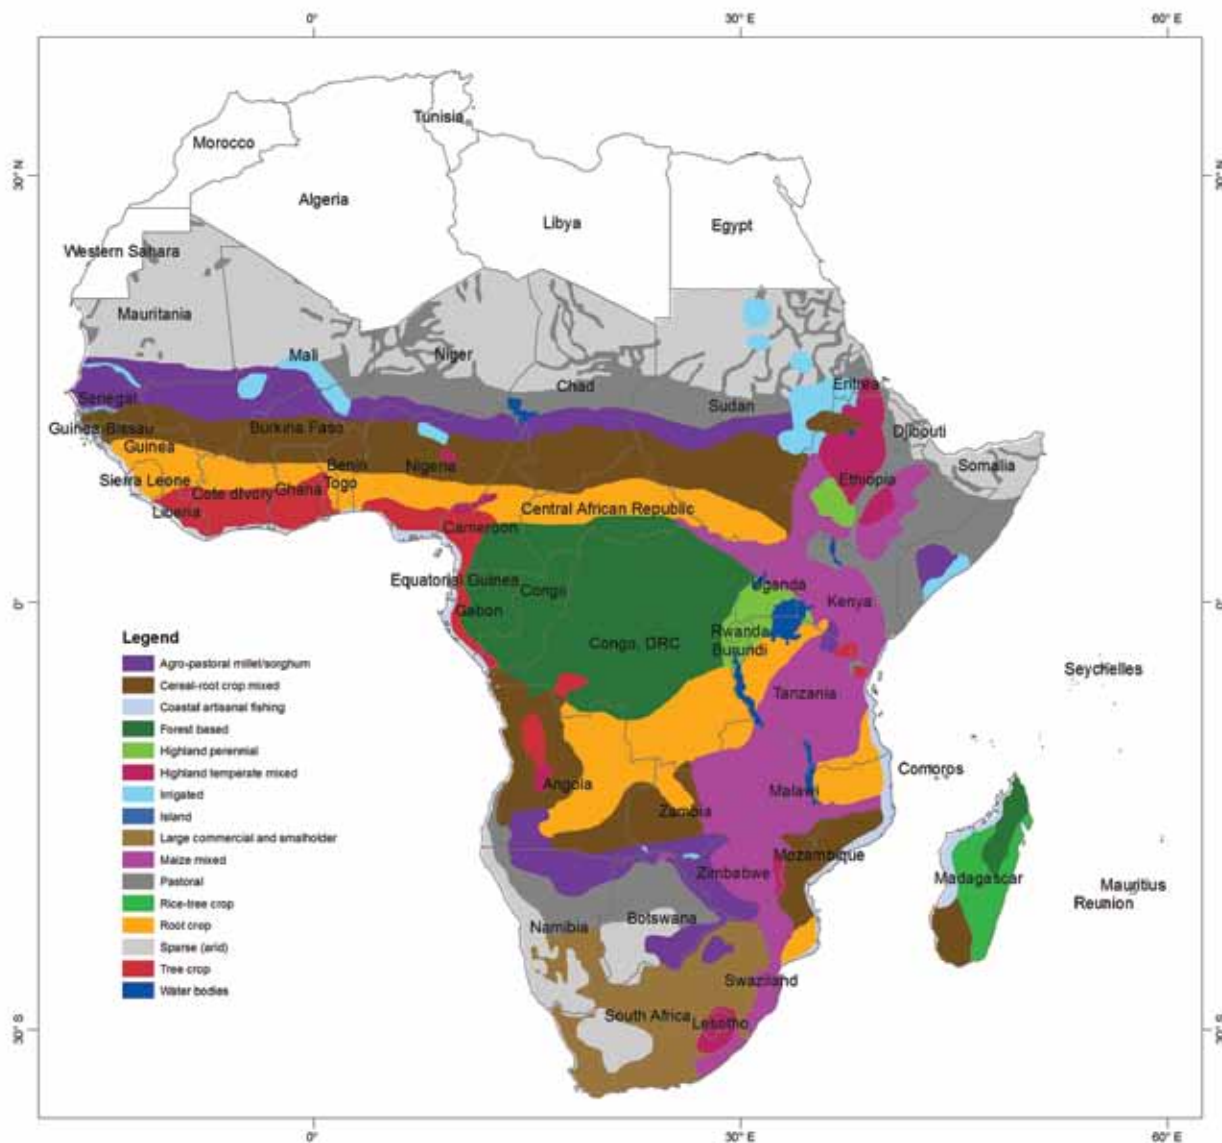 0°
30° E
60° E
Tunisia
Morocco
30° N
30° N
Algeria
Libya
Egypt
Western Sahara
Mauritania
Mali
Niger
Chad
Eritrea
Senegal
Sudan
Guinea-Bissau
Burkina Faso
Djibouti
Guinea
Benin
Nigeria
Somalia
Sierra Leone
Togo
Ethiopia
Cote dIvory
Ghana
Liberia
Central African Republic
Cameroon
Equatorial Guinea
Congo
Uganda
Kenya
0°
0°
Gabon
Rwanda
Congo, DRC
Burundi
Seychelles
Tanzania
Comoros
Angola
Malawi
Zambia
Mozambique
Zimbabwe
Madagascar
Mauritius
Reunion
Botswana
Namibia
Swaziland
South Africa
Lesotho
30° S
30° S
Legend
Agro-pastoral millet/sorghum
Cereal-root crop mixed
Coastal artisanal fishing
Forest based
Highland perennial
Highland temperate mixed
Irrigated
Island
Large commercial and smalholder
Maize mixed
Pastoral
Rice-tree crop
Root crop
Sparse (arid)
Tree crop
Water bodies
0°
30° E
60° E